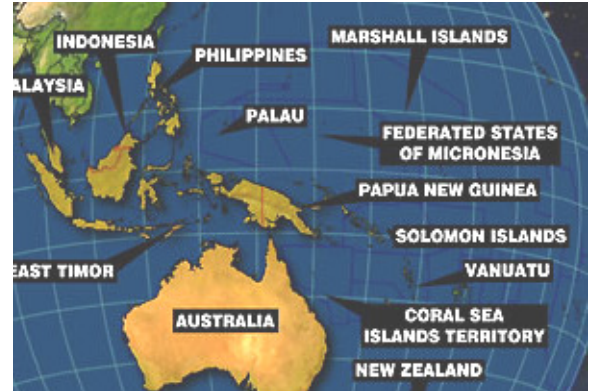 MARSHALL ISLANDS
INDONESIA
PHILIPPINES
ALAYSIA
PALAU
FEDERATED STATES
OF MICRONESIA
PAPUA NEW GUINEA
SOLOMON ISLANDS
EAST TIMOR
VANUATU
CORAL SEA
ISLANDS TERRITORY
AUSTRALIA
NEW ZEALAND